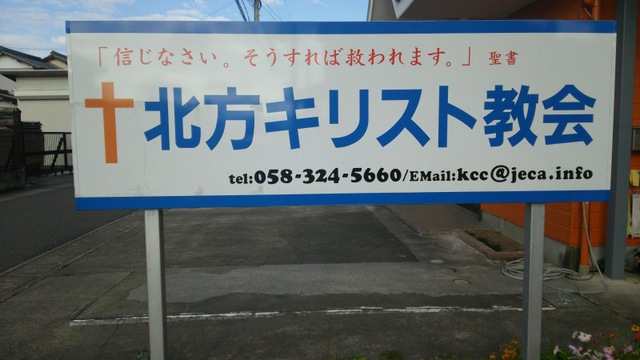 「信じなさい。そうすれば救われます。」 聖書
北方キリスト教会
tel:058-324-5660/EMail:kcc@jeca.info